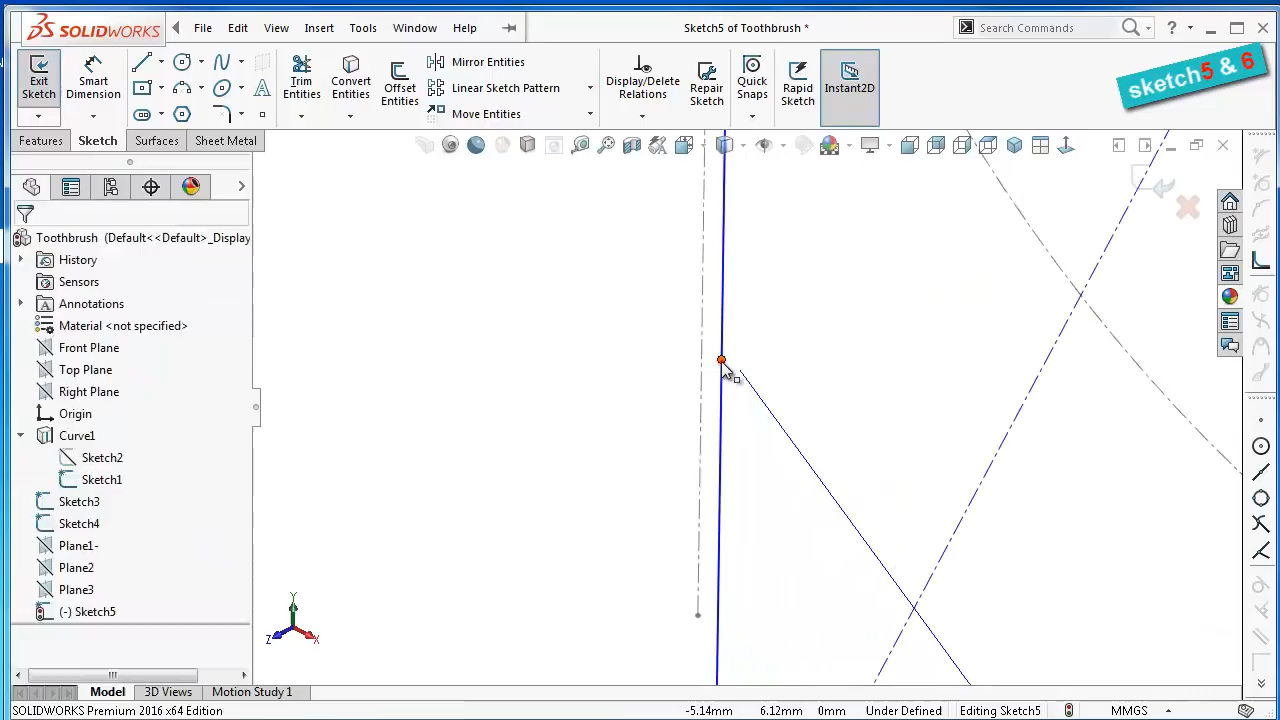 SOLIDWORKS
File Edit View Insert Tools Window Help
Sketch5 of Toothbrush *
Search Commands
?
sketch5 & 6
Exit Sketch
Smart Dimension
Trim Entities
Convert Entities
Offset Entities
Mirror Entities
Linear Sketch Pattern
Move Entities
Display/Delete Relations
Repair Sketch
Quick Snaps
Rapid Sketch
Instant2D
Features Sketch Surfaces Sheet Metal
Toothbrush (Default<<Default>_Display
History
Sensors
Annotations
Material <not specified>
Front Plane
Top Plane
Right Plane
Origin
Curve1
Sketch2
Sketch1
Sketch3
Sketch4
Plane1-
Plane2
Plane3
(-) Sketch5
Y
Z
X
Model 3D Views Motion Study 1
SOLIDWORKS Premium 2016 x64 Edition
-5.14mm 6.12mm 0mm Under Defined Editing Sketch5 MMGS